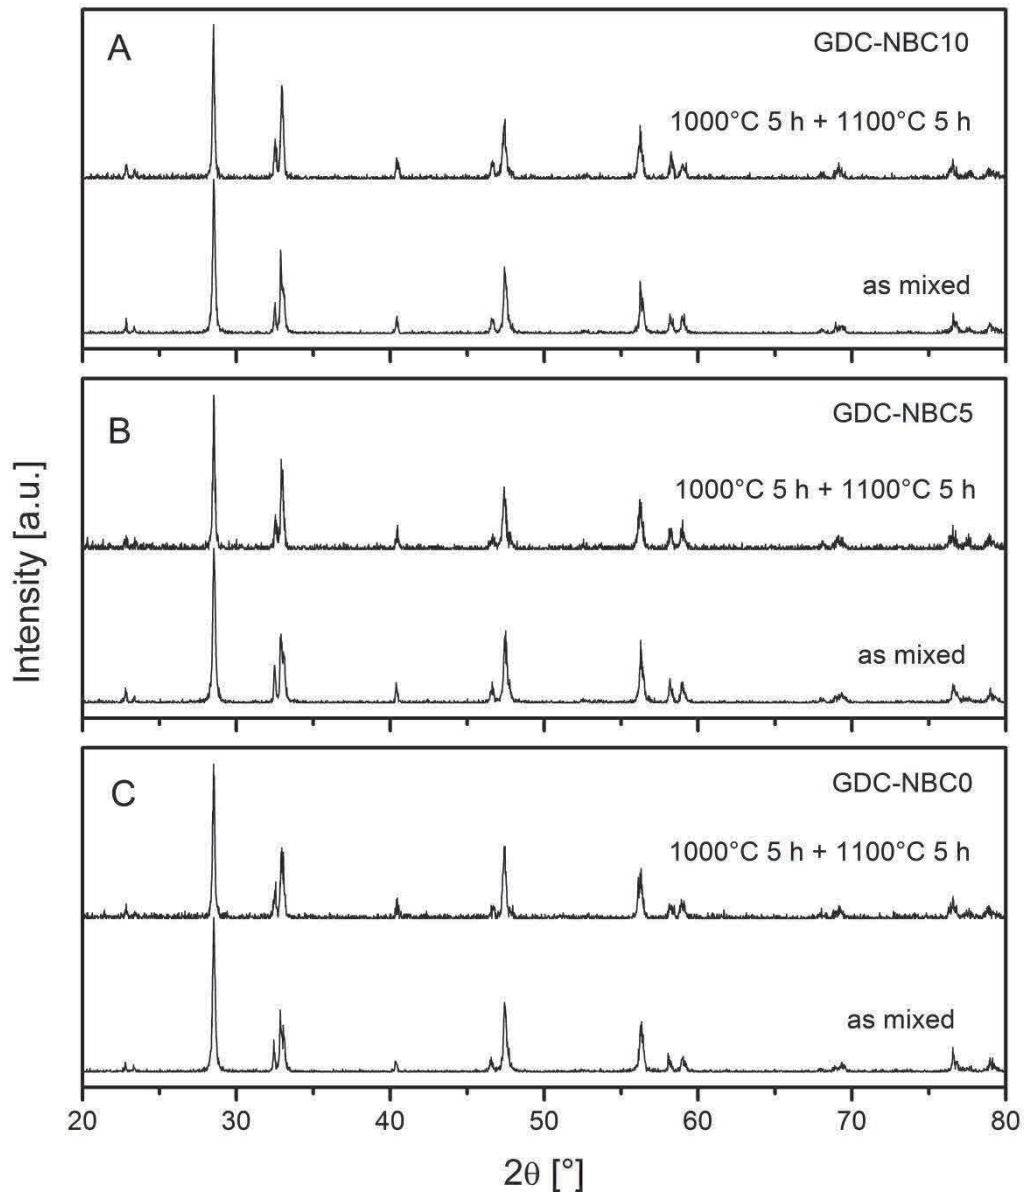 A
GDC-NBC10
1000°C 5 h + 1100°C 5 h
as mixed
B
GDC-NBC5
1000°C 5 h + 1100°C 5 h
as mixed
C
GDC-NBC0
1000°C 5 h + 1100°C 5 h
as mixed
Intensity [a.u.]
20 30 40 50 60 70 80
2θ [°]